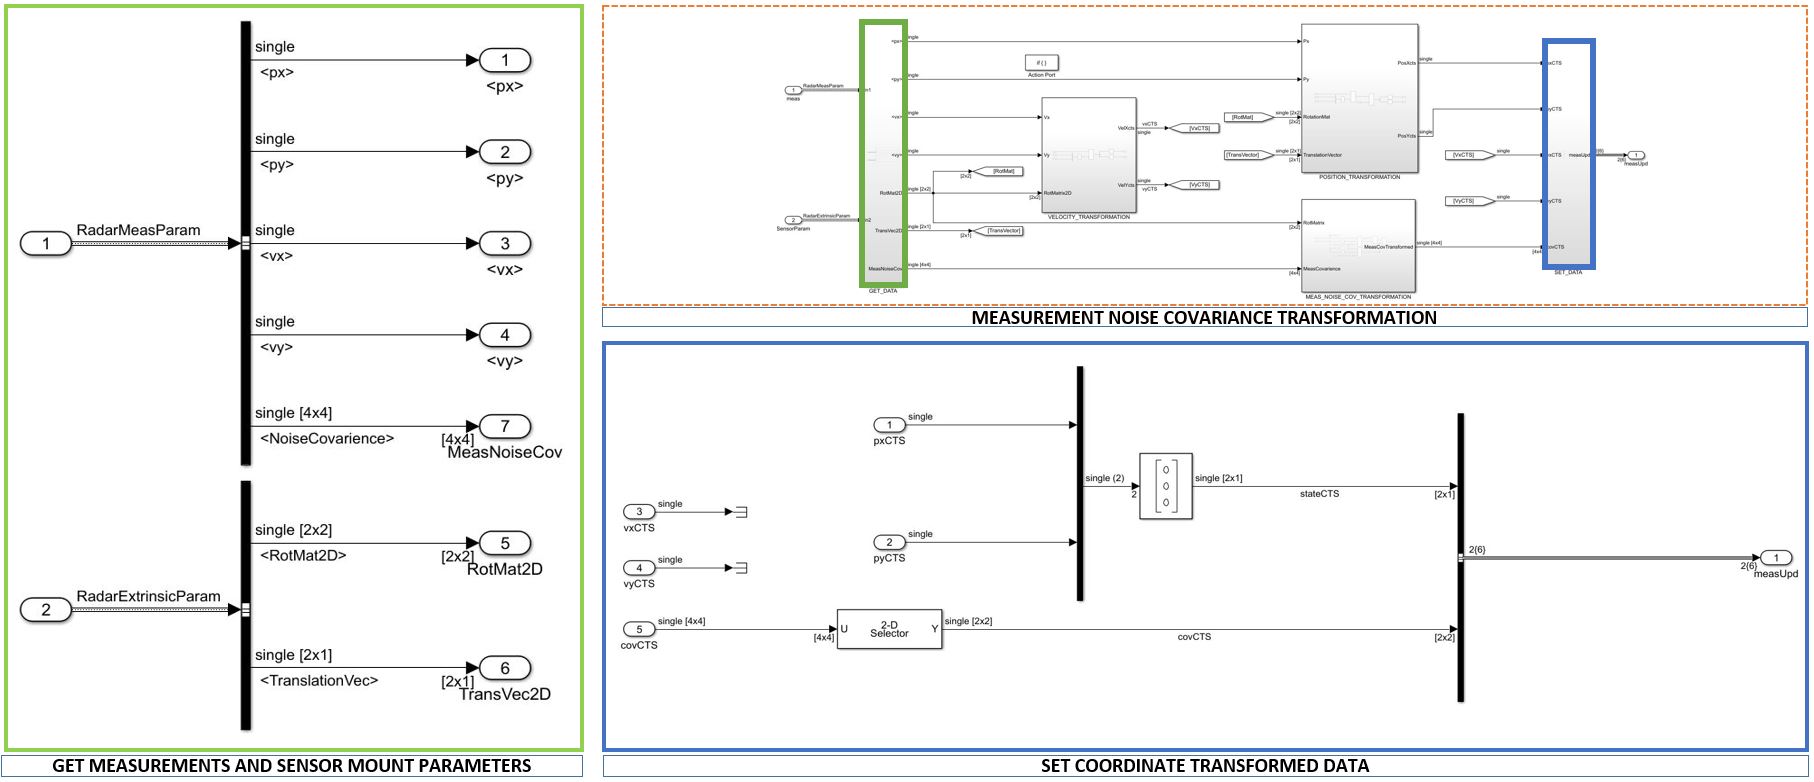 single
1
<px>
<px>
single
2
<py>
<py>
RadarMeasParam
1
single
3
<vx>
<vx>
single
4
<vy>
<vy>
single [4x4]
7
<NoiseCovarience>
[4x4]
MeasNoiseCov
single [2x2]
5
<RotMat2D>
[2x2]
RotMat2D
RadarExtrinsicParam
2
single [2x1]
6
<TranslationVec>
[2x1]
TransVec2D
GET MEASUREMENTS AND SENSOR MOUNT PARAMETERS
RadarMeasParam
1
meas
RadarExtrinsicParam
2
SensorParam
<px>
<py>
<vx>
<vy>
RotMat2D
single [2x2]
TransVec2D
single [2x1]
MeasNoiseCov
single [4x4]
GET_DATA
if { }
Action Port
Vx
Vy
RotMatrix2D
[2x2]
VelXcts
VelYcts
VELOCITY_TRANSFORMATION
vxCTS
single
[VxCTS]
single
vyCTS
[VyCTS]
[RotMat]
[2x2]
[TransVector]
[2x1]
[RotMat]
single [2x2]
[2x2]
[TransVector]
single [2x1]
[2x1]
Px
Py
RotationMat
TranslationVector
PosXcts
PosYcts
POSITION_TRANSFORMATION
single
single
RotMatrix
[2x2]
MeasCovariance
[4x4]
MeasCovTransformed
MEAS_NOISE_COV_TRANSFORMATION
single [4x4]
[VxCTS]
single
[VyCTS]
single
pxCTS
pyCTS
vxCTS
vyCTS
covCTS
measUpd
SET_DATA
2{6}
1
measUpd
MEASUREMENT NOISE COVARIANCE TRANSFORMATION
1
single
pxCTS
3
single
vxCTS
2
single
pyCTS
4
single
vyCTS
5
single [4x4]
covCTS
[4x4]
U
2-D
Selector
Y
single [2x2]
covCTS
[2x2]
single (2)
2
0
0
0
single [2x1]
stateCTS
[2x1]
2{6}
2{6}
1
measUpd
SET COORDINATE TRANSFORMED DATA